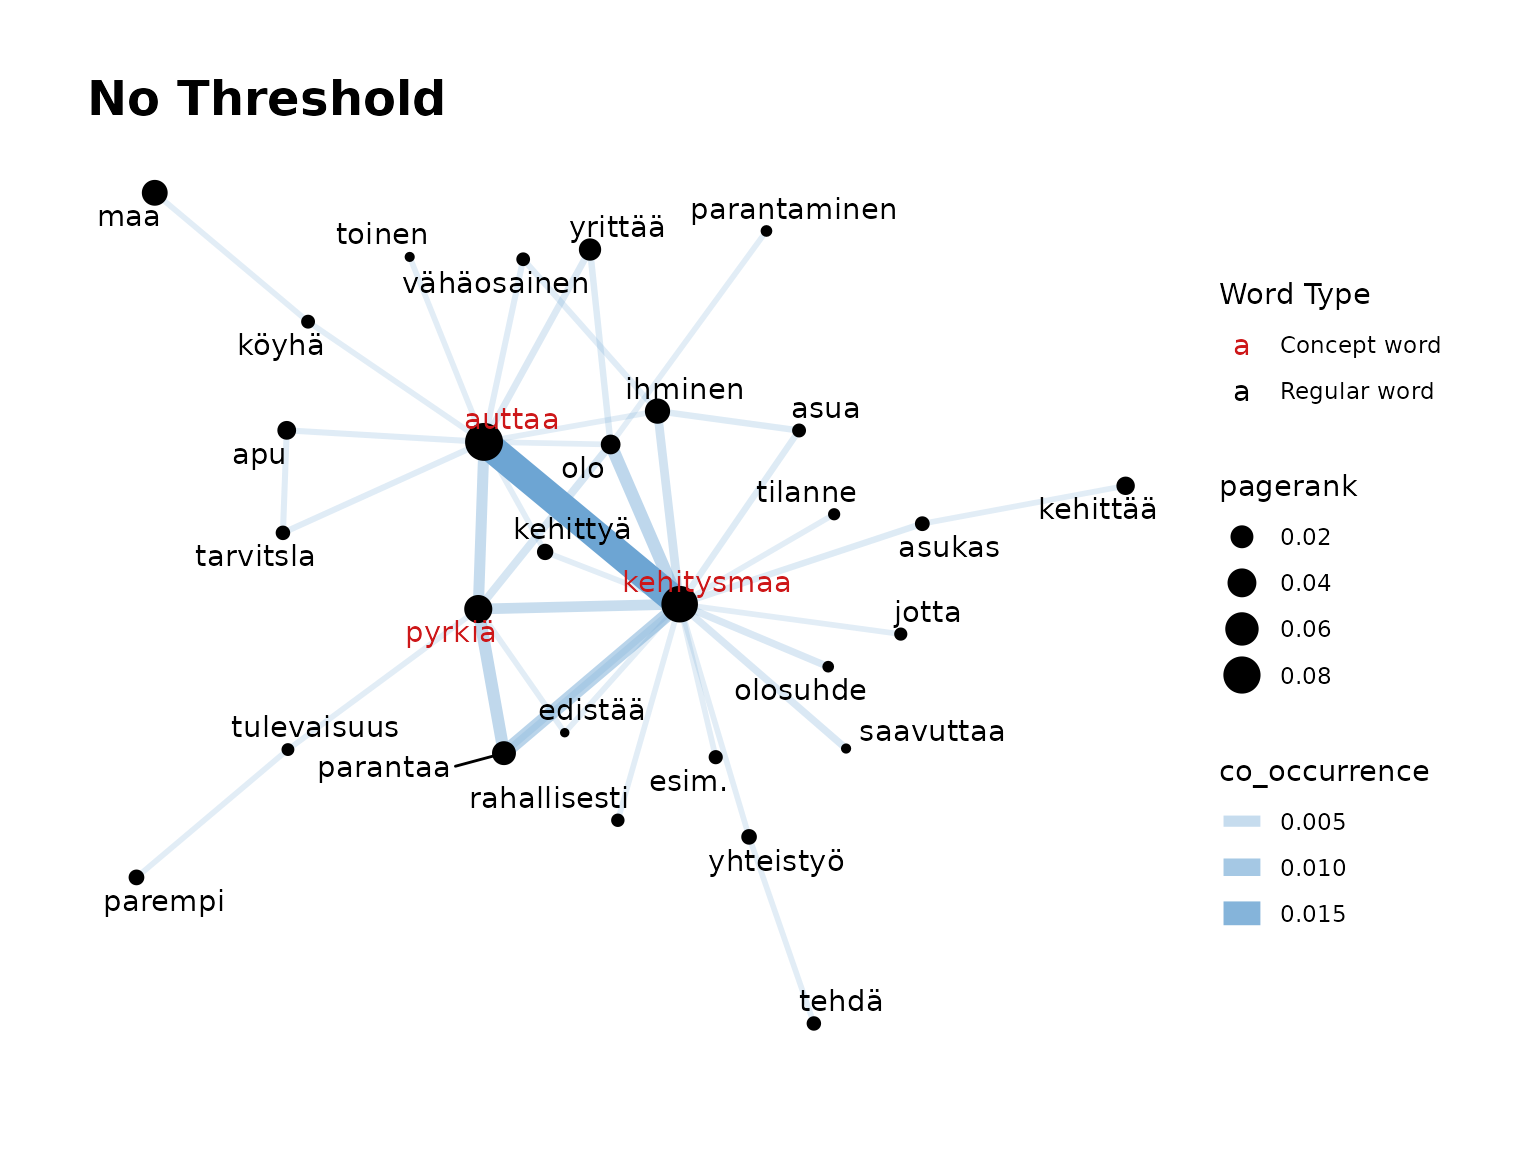 No Threshold
maa
toinen
yrittää
parantaminen
vähäosainen
köyhä
ihminen
auttaa
asua
apu
olo
tilanne
kehittää
kehittyä
asukas
tarvitsla
kehitysmaa
jotta
pyrkiä
olosuhde
edistää
tulevaisuus
saavuttaa
parantaa
esim.
rahallisesti
yhteistyö
parempi
tehdä
Word Type
a Concept word
a Regular word
pagerank
0.02
0.04
0.06
0.08
co_occurrence
0.005
0.010
0.015